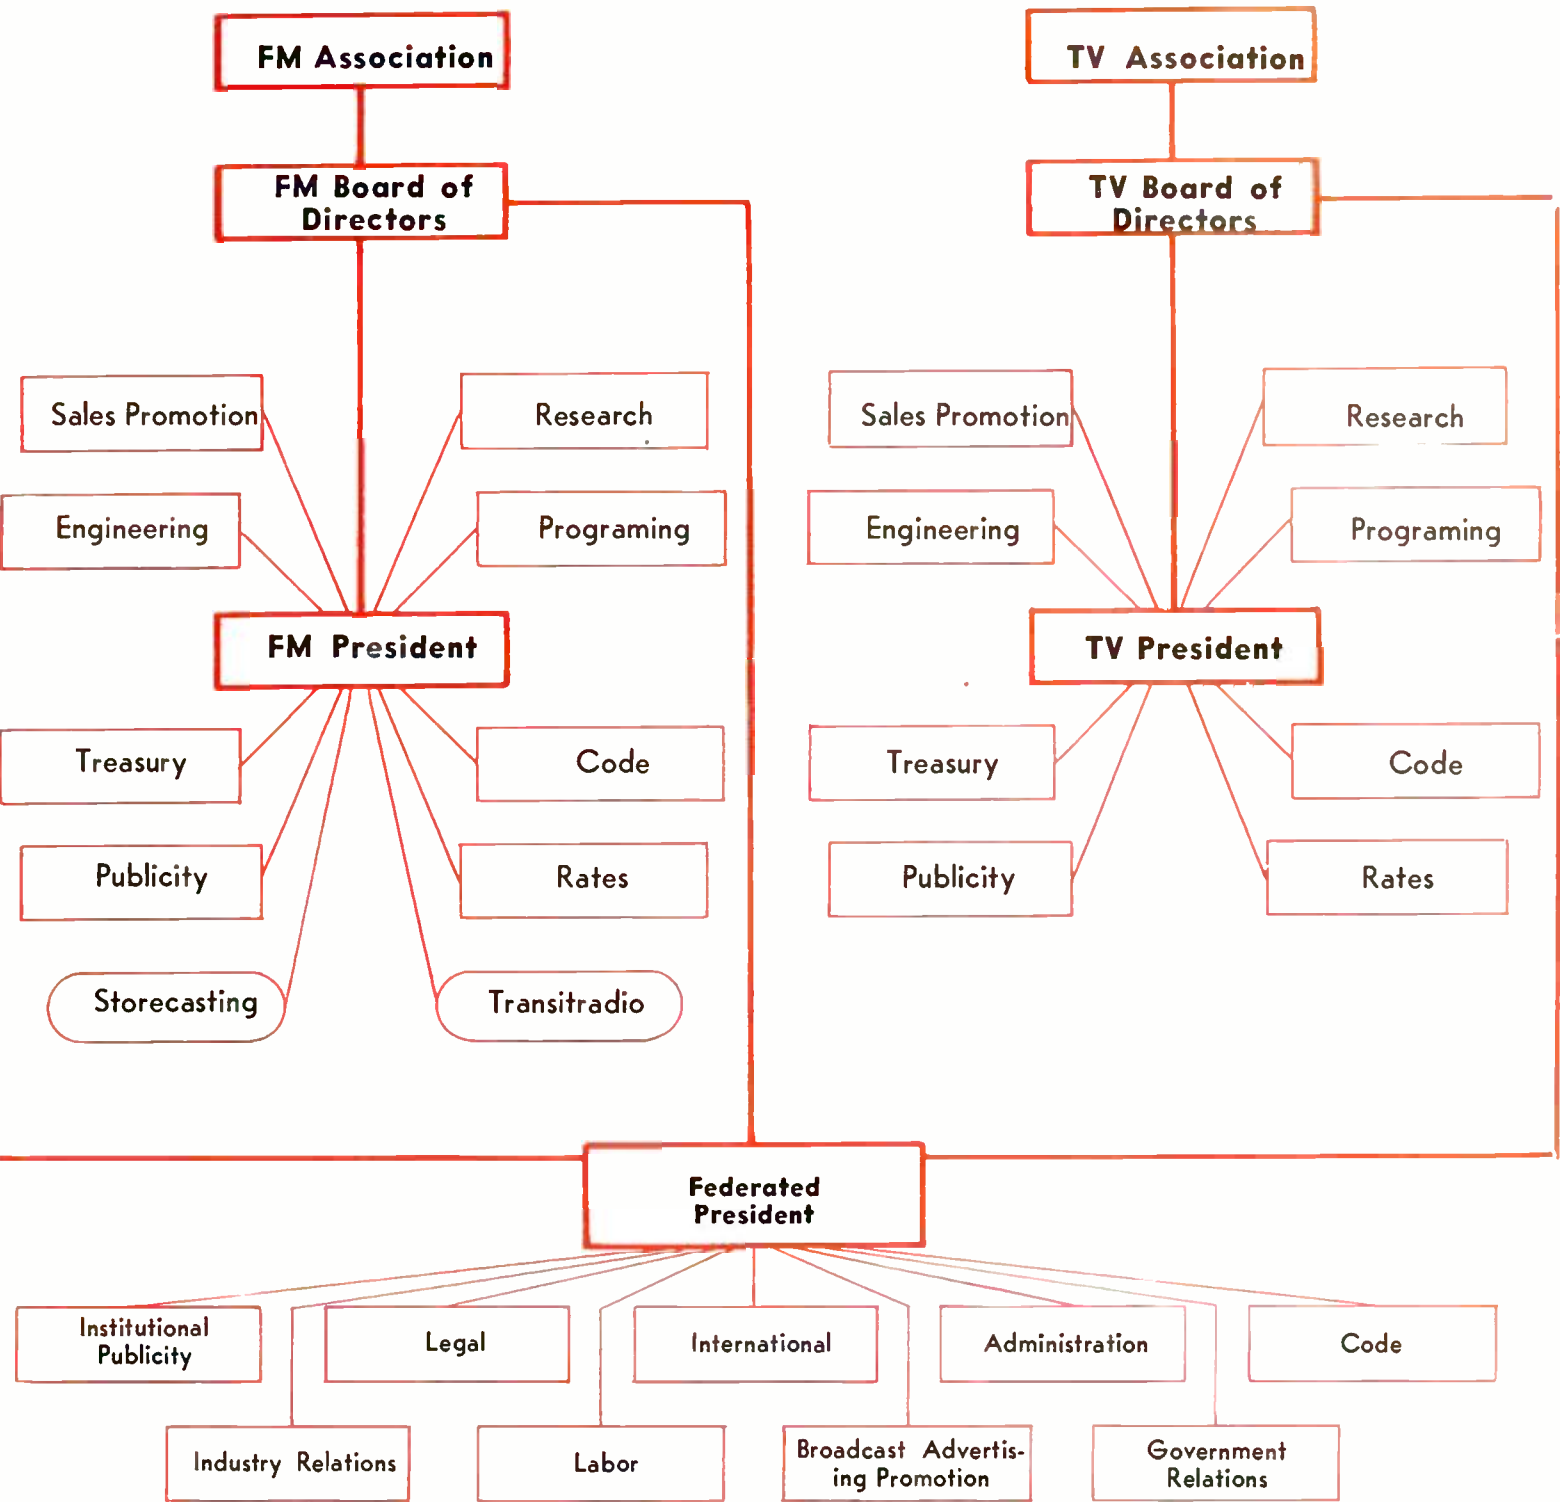 FM Association
TV Association
FM Board of
Directors
TV Board of
Directors
Sales Promotion
Research
Sales Promotion
Research
Engineering
Programing
Engineering
Programing
FM President
TV President
Treasury
Code
Treasury
Code
Publicity
Rates
Publicity
Rates
Storecasting
Transitradio
Federated
President
Institutional
Publicity
Legal
International
Administration
Code
Industry Relations
Labor
Broadcast Advertis-
ing Promotion
Government
Relations